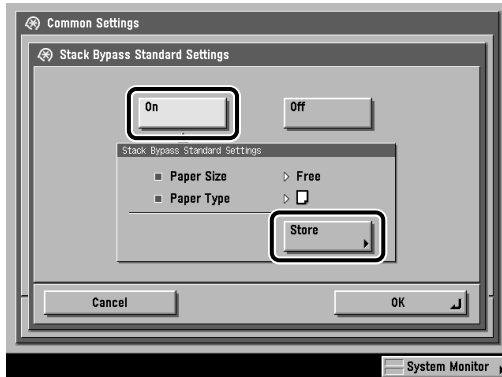 Common Settings
Stack Bypass Standard Settings
On Off
Stack Bypass Standard Settings
Paper Size Free
Paper Type
Store
Cancel OK
System Monitor